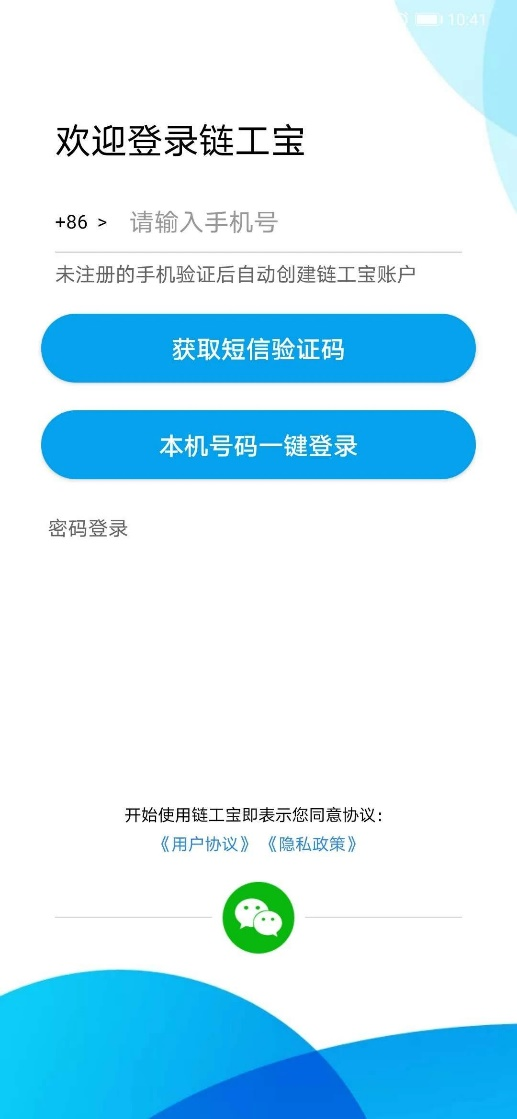 10:41
欢迎登录链工宝
+86 > 请输入手机号
未注册的手机验证后自动创建链工宝账户
获取短信验证码
本机号码一键登录
密码登录
开始使用链工宝即表示您同意协议：
《用户协议》 《隐私政策》